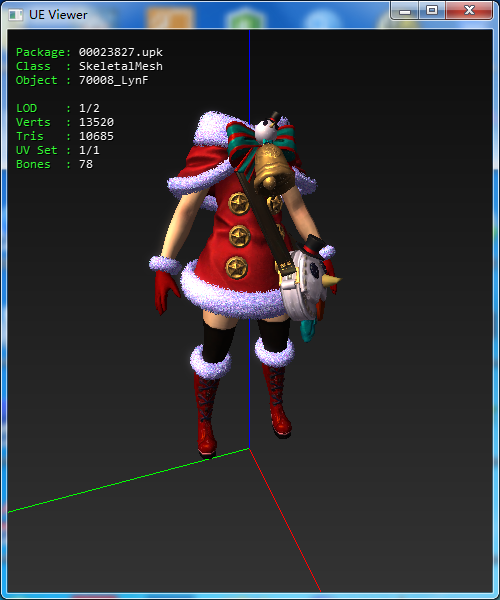 UE Viewer
Package: 00023827.upk
Class  : SkeletalMesh
Object : 70008_LynF
LOD    : 1/2
Verts  : 13520
Tris   : 10685
UV Set : 1/1
Bones  : 78